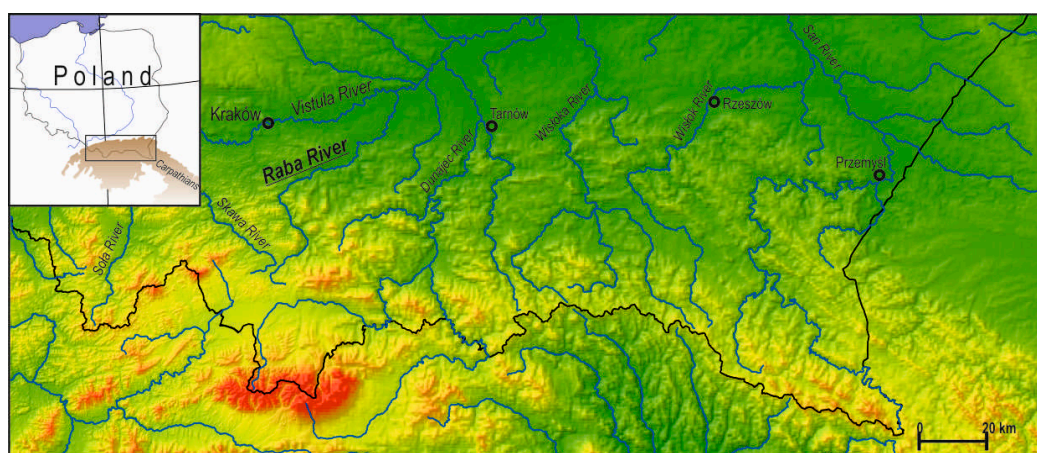 Poland
Carpathians
Kraków
Vistula River
Raba River
Dunajec River
Tarnów
Wisłoka River
Wisłok River
Rzeszów
San River
Przemyśl
Skawa River
Soła River
0 20 km